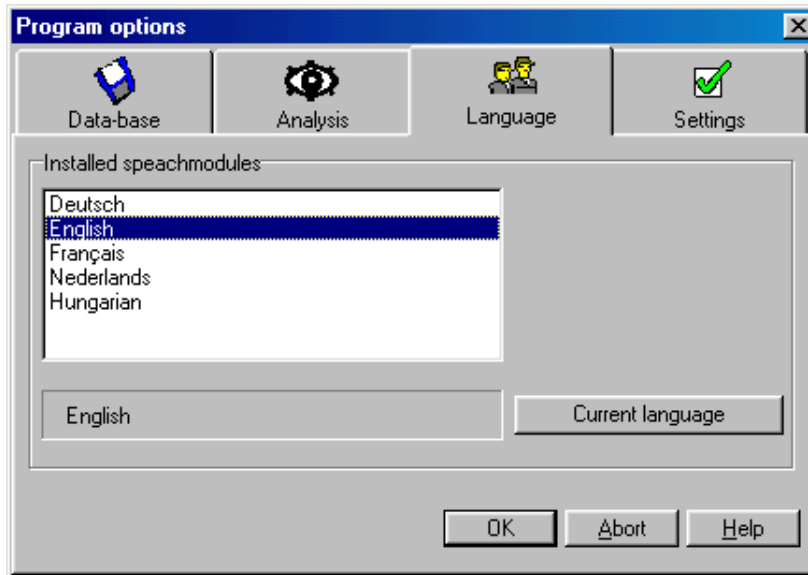 Program options
Data-base Analysis Language Settings
Installed speachmodules
Deutsch
English
Français
Nederlands
Hungarian
English Current language
OK Abort Help